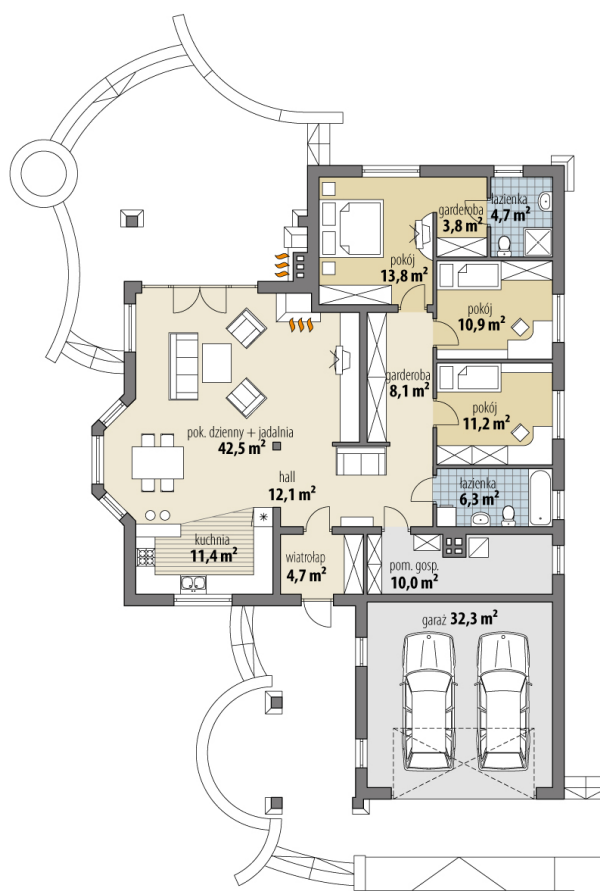 łazienka
4,7 m²
garderoba
3,8 m²
pokój
13,8 m²
pokój
10,9 m²
garderoba
8,1 m²
pokój
11,2 m²
pok. dzienny + jadalnia
42,5 m²
hall
12,1 m²
łazienka
6,3 m²
kuchnia
11,4 m²
wiatrołap
4,7 m²
pom. gosp.
10,0 m²
garaż 32,3 m²